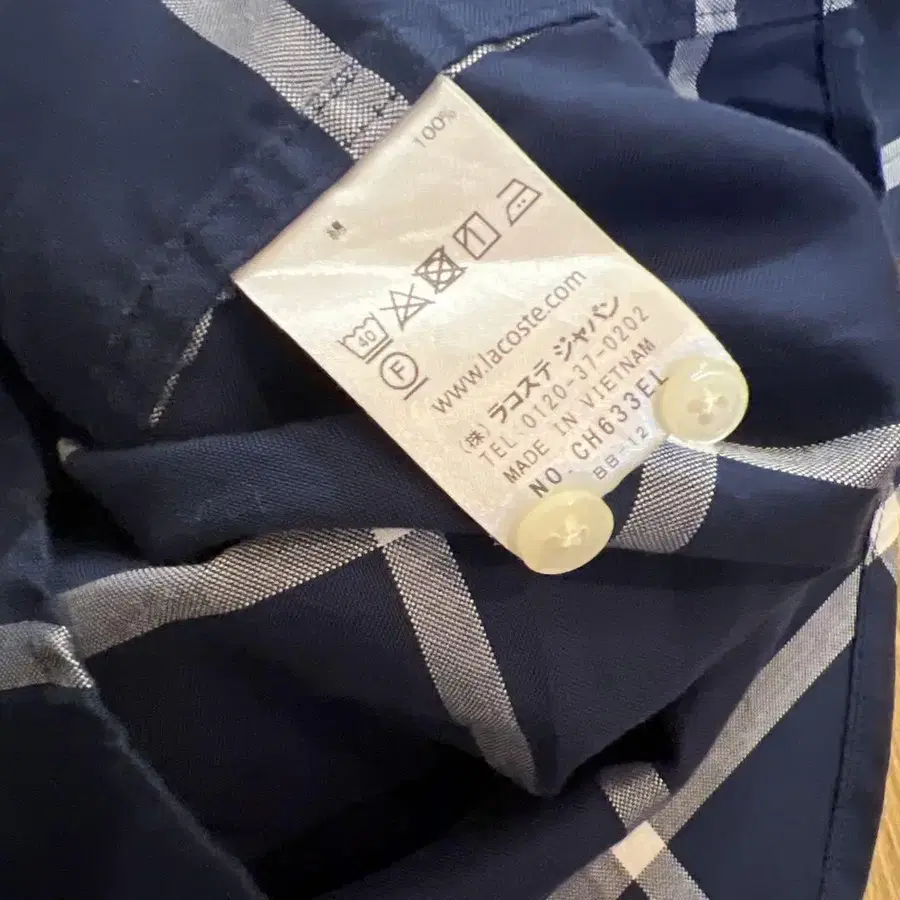 100%
40
F
www.lacoste.com
(株) ラコステ ジャパン
TEL:0120-37-0202
MADE IN VIETNAM
NO. CH633EL
BB-12